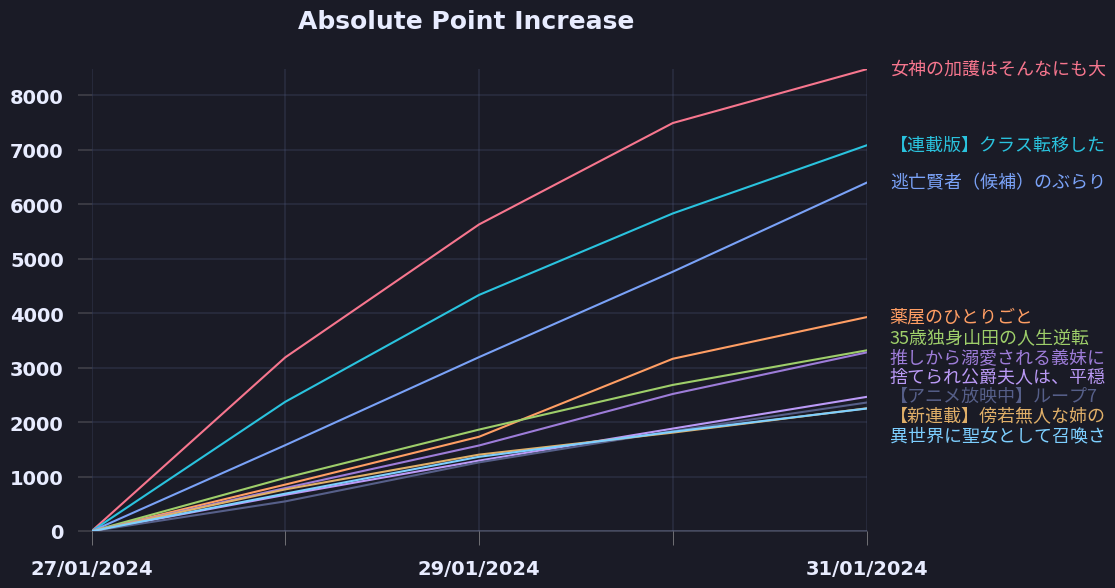 Absolute Point Increase
女神の加護はそんなにも大
8000
【連載版】クラス転移した
7000
逃亡賢者（候補）のぶらり
6000
5000
4000
薬屋のひとりごと
35歳独身山田の人生逆転
推しから溺愛される義妹に
3000
捨てられ公爵夫人は、平穏
【アニメ放映中】ループ7
2000
【新連載】傍若無人な姉の
異世界に聖女として召喚さ
1000
0
27/01/2024 29/01/2024 31/01/2024